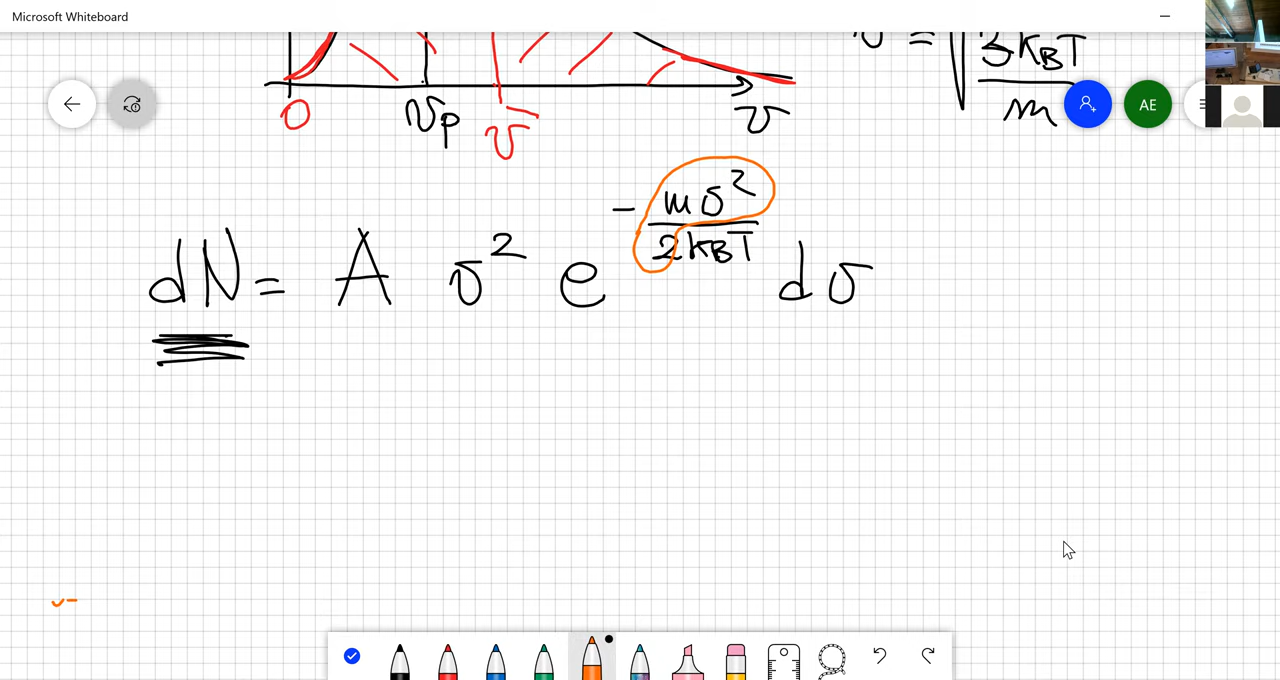 Microsoft Whiteboard
= √ 3K_BT / m
0 v_p v̄ v
AE
dN = A v² e^{-mv²/2K_BT} dv